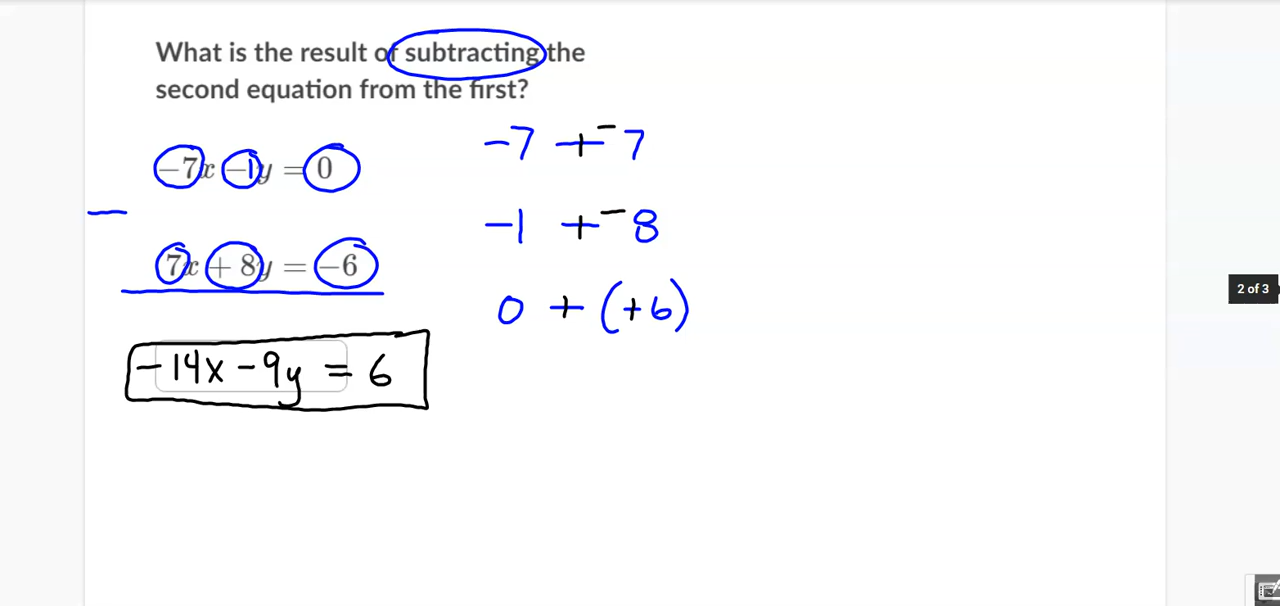 What is the result of subtracting the
second equation from the first?
-7x -1y = 0
-7 + -7
—
-1 + -8
7x + 8y = -6
0 + (+6)
-14x - 9y = 6
2 of 3